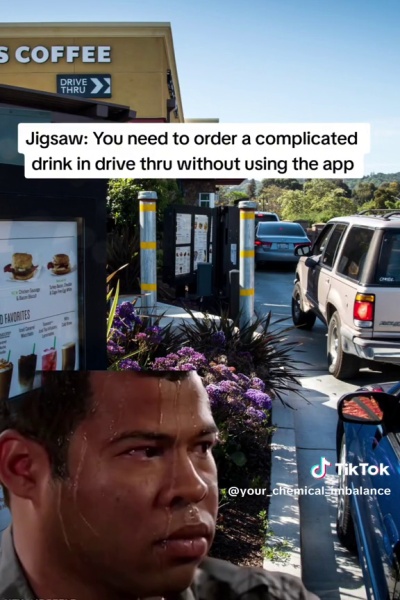 S COFFEE
DRIVE
THRU
Jigsaw: You need to order a complicated
drink in drive thru without using the app
D FAVORITES
TikTok
@your_chemical_imbalance